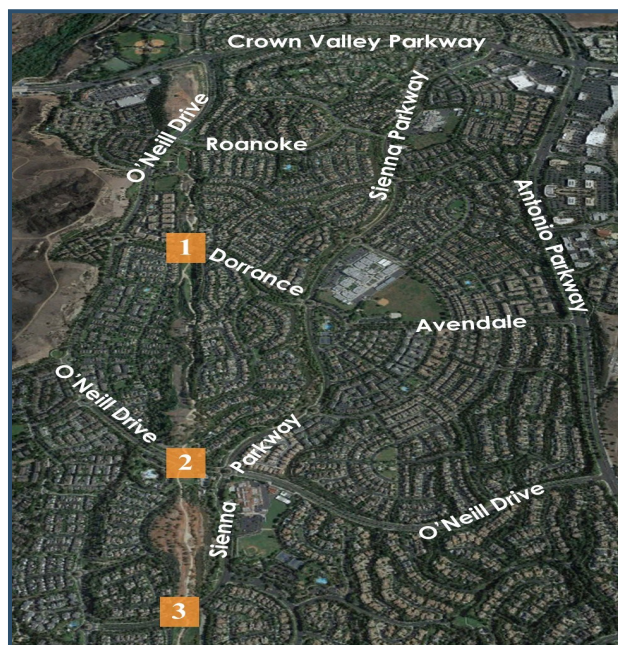 Crown Valley Parkway
O'Neill Drive
Roanoke
Sienna Parkway
Antonio Parkway
1
Dorrance
Avendale
O'Neill Drive
2
Sienna Parkway
O'Neill Drive
3